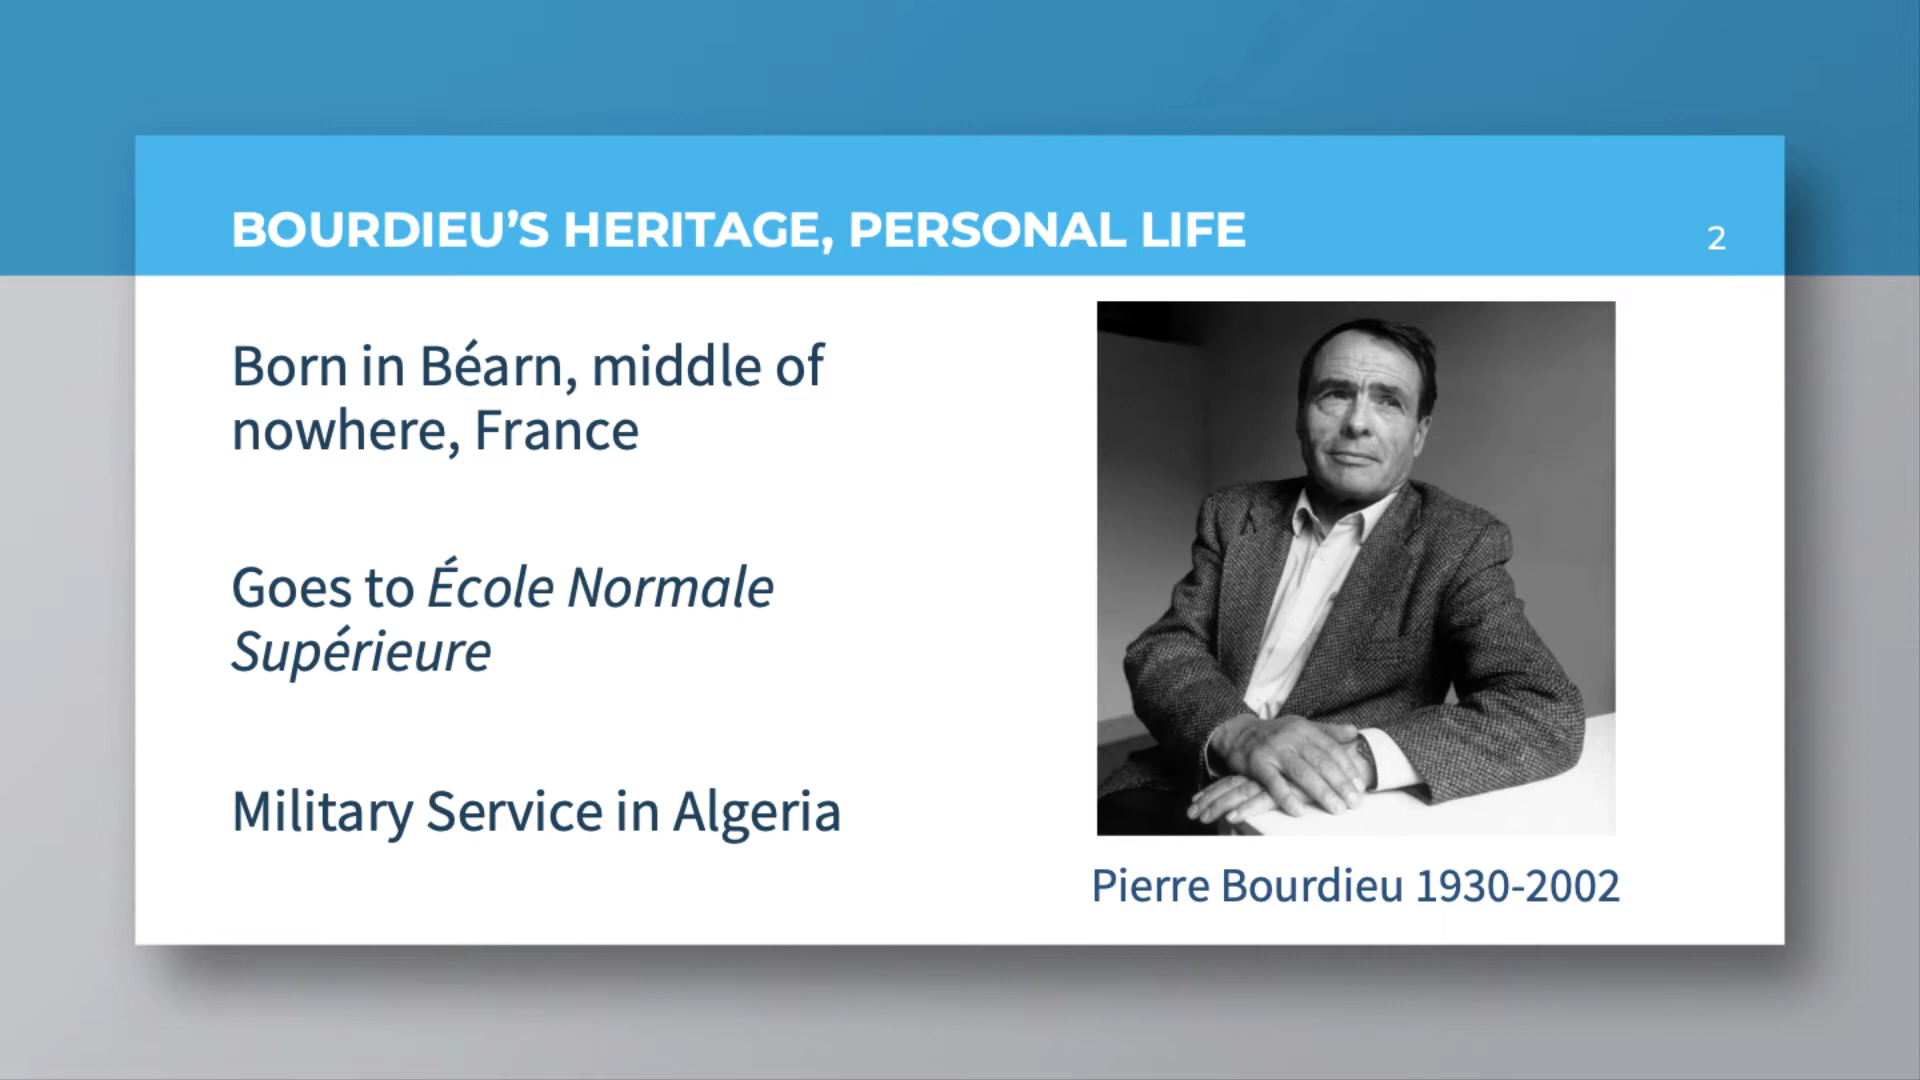 BOURDIEU’S HERITAGE, PERSONAL LIFE
2
Born in Béarn, middle of
nowhere, France
Goes to École Normale
Supérieure
Military Service in Algeria
Pierre Bourdieu 1930-2002